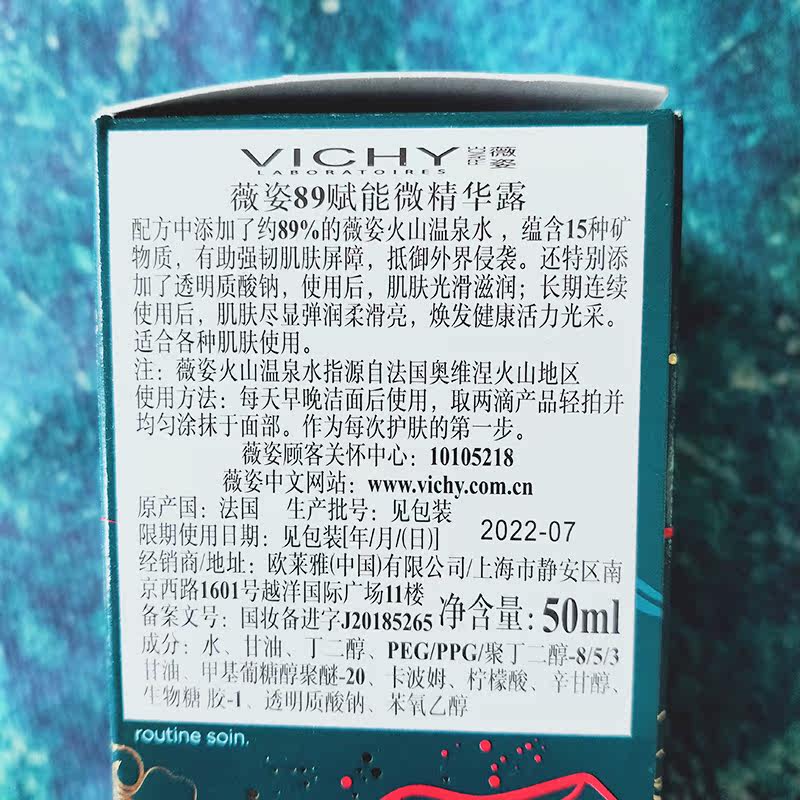 VICHY 薇姿
LABORATOIRES
薇姿89赋能微精华露
配方中添加了约89%的薇姿火山温泉水，蕴含15种矿
物质，有助强韧肌肤屏障，抵御外界侵袭。还特别添
加了透明质酸钠，使用后，肌肤光滑滋润；长期连续
使用后，肌肤尽显弹润柔滑亮，焕发健康活力光采。
适合各种肌肤使用。
注：薇姿火山温泉水指源自法国奥维涅火山地区
使用方法：每天早晚洁面后使用，取两滴产品轻拍并
均匀涂抹于面部。作为每次护肤的第一步。
薇姿顾客关怀中心：10105218
薇姿中文网站：www.vichy.com.cn
原产国：法国 生产批号：见包装
限期使用日期：见包装[年/月/(日)] 2022-07
经销商/地址：欧莱雅(中国)有限公司/上海市静安区南
京西路1601号越洋国际广场11楼
备案文号：国妆备进字J20185265 净含量：50ml
成分：水、甘油、丁二醇、PEG/PPG/聚丁二醇-8/5/3
甘油、甲基葡糖醇聚醚-20、卡波姆、柠檬酸、辛甘醇、
生物糖 胶-1、透明质酸钠、苯氧乙醇
routine soin.